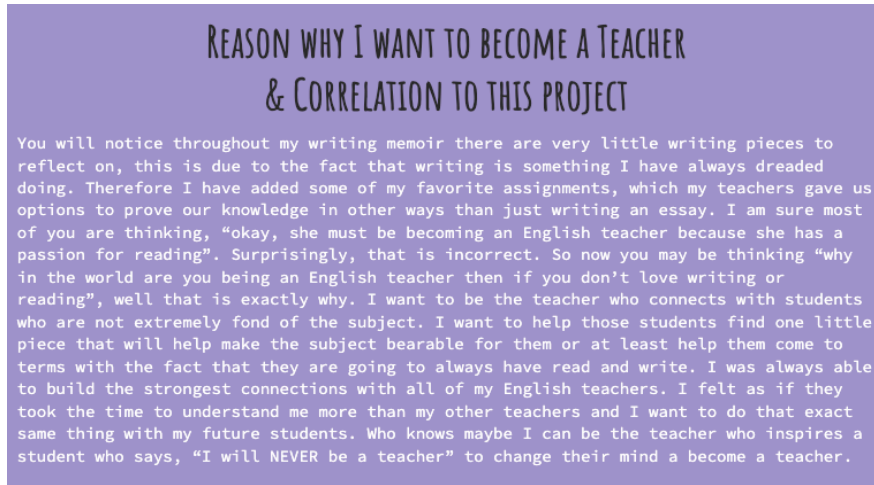 Reason why I want to become a Teacher
& Correlation to this project
You will notice throughout my writing memoir there are very little writing pieces to
reflect on, this is due to the fact that writing is something I have always dreaded
doing. Therefore I have added some of my favorite assignments, which my teachers gave us
options to prove our knowledge in other ways than just writing an essay. I am sure most
of you are thinking, “okay, she must be becoming an English teacher because she has a
passion for reading”. Surprisingly, that is incorrect. So now you may be thinking “why
in the world are you being an English teacher then if you don’t love writing or
reading”, well that is exactly why. I want to be the teacher who connects with students
who are not extremely fond of the subject. I want to help those students find one little
piece that will help make the subject bearable for them or at least help them come to
terms with the fact that they are going to always have read and write. I was always able
to build the strongest connections with all of my English teachers. I felt as if they
took the time to understand me more than my other teachers and I want to do that exact
same thing with my future students. Who knows maybe I can be the teacher who inspires a
student who says, “I will NEVER be a teacher” to change their mind a become a teacher.